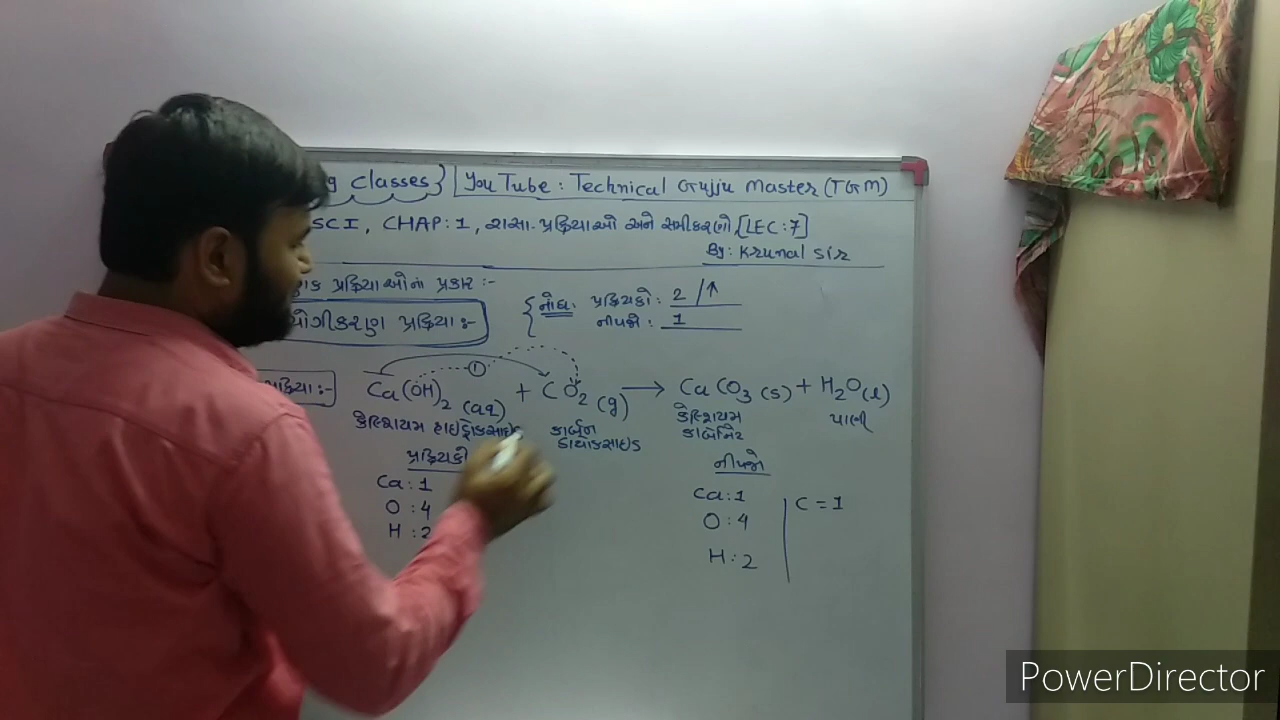 g classes} | YouTube : Technical Gujju Master (TGM)
SCI, CHAP : 1, રાસા. પ્રક્રિયાઓ અને સમીકરણો [LEC : 7]
By : Krunal Sir
પ્રક્રિયાઓનાં પ્રકાર :-
નોંધ : પ્રક્રિયકો : 2 / ↑
નીપજો : 1
યોગીકરણ પ્રક્રિયા :-
Ca(OH)2 (aq) + CO2 (g) → CaCO3 (s) + H2O(l)
1
કેલ્શિયમ હાઇડ્રોક્સાઇડ કાર્બન ડાયોક્સાઇડ કેલ્શિયમ કાર્બોનેટ પાણી
પ્રક્રિયકો
Ca : 1
O : 4
H : 2
નીપજો
Ca : 1
O : 4
H : 2
C = 1
PowerDirector